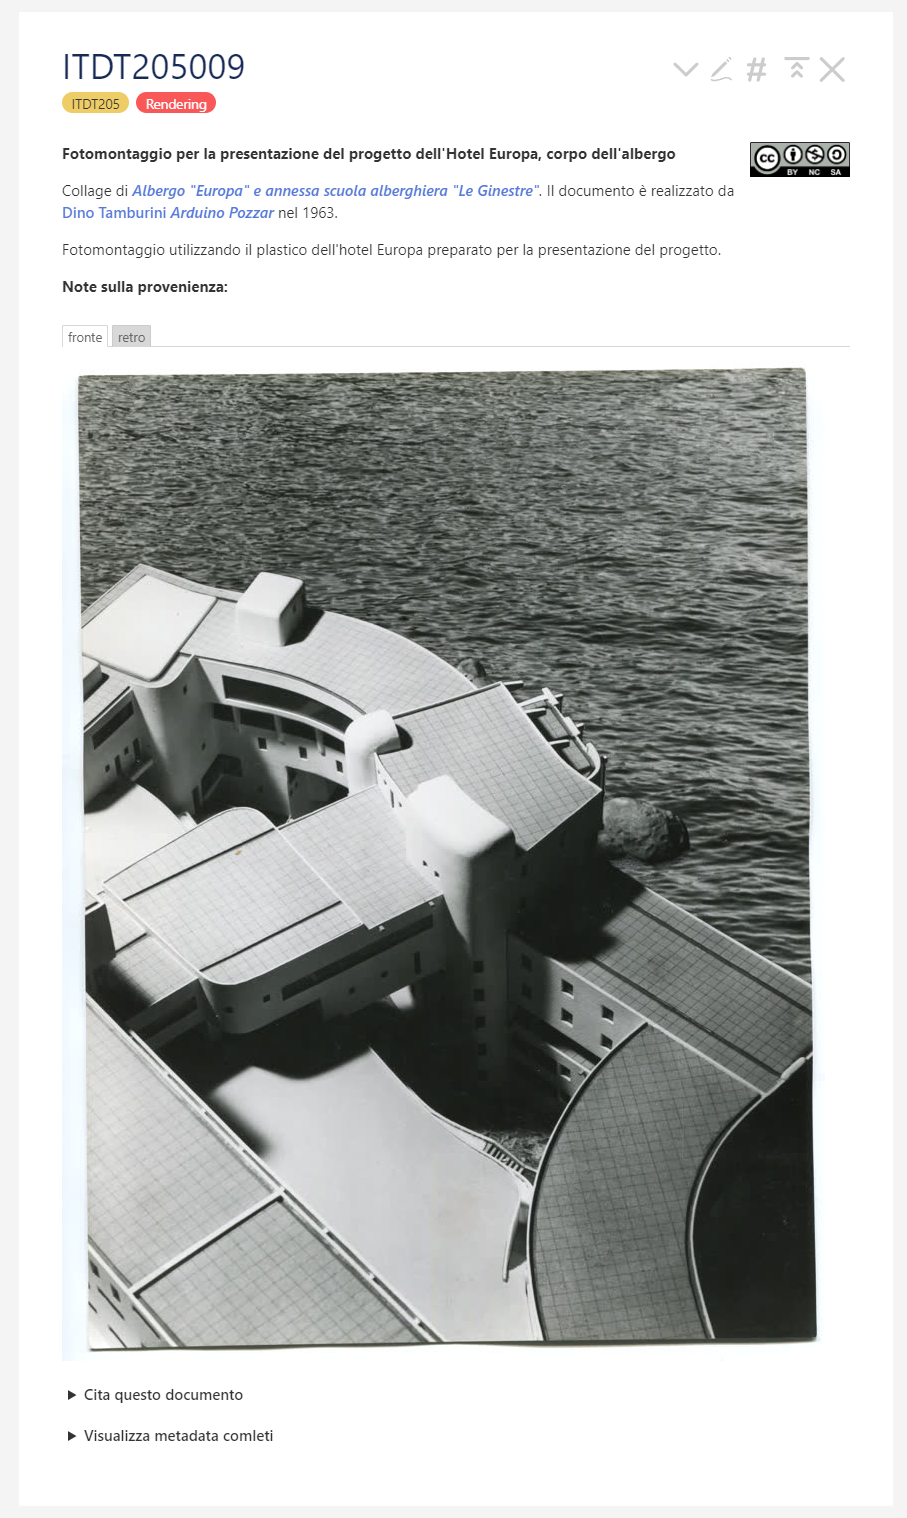 ITDT205009
ITDT205 Rendering
Fotomontaggio per la presentazione del progetto dell'Hotel Europa, corpo dell'albergo
CC BY NC SA
Collage di Albergo "Europa" e annessa scuola alberghiera "Le Ginestre". Il documento è realizzato da
Dino Tamburini Arduino Pozzar nel 1963.
Fotomontaggio utilizzando il plastico dell'hotel Europa preparato per la presentazione del progetto.
Note sulla provenienza:
fronte retro
Cita questo documento
Visualizza metadata comleti